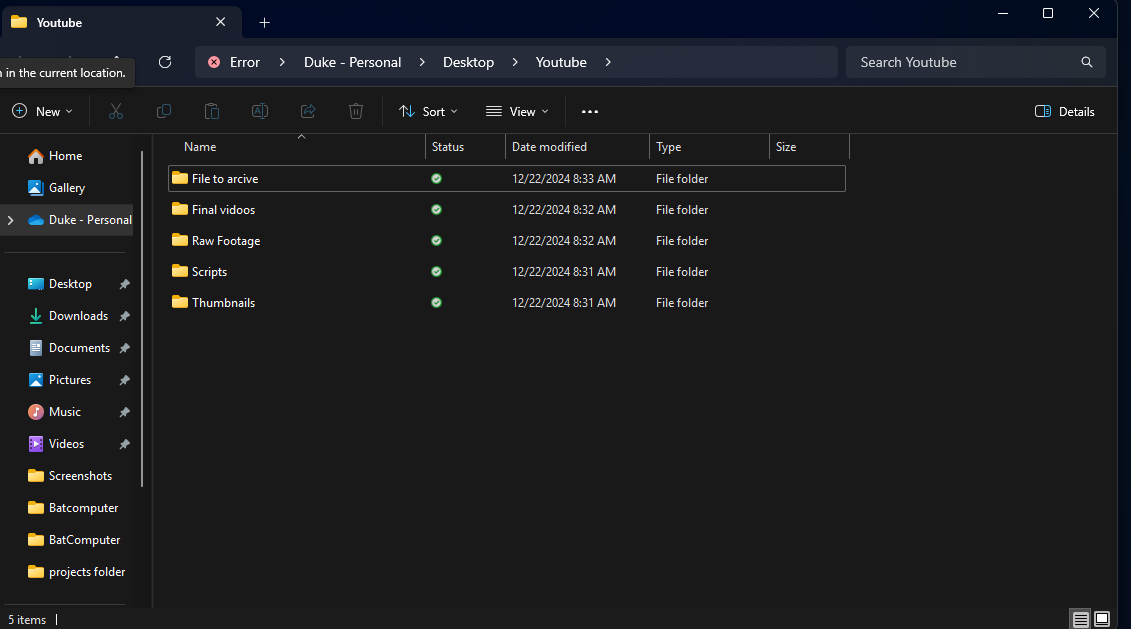 Youtube
Error > Duke - Personal > Desktop > Youtube >
Search Youtube
in the current location.
New
Sort
View
Details
Name Status Date modified Type Size
File to arcive 12/22/2024 8:33 AM File folder
Final vidoos 12/22/2024 8:32 AM File folder
Raw Footage 12/22/2024 8:32 AM File folder
Scripts 12/22/2024 8:31 AM File folder
Thumbnails 12/22/2024 8:31 AM File folder
Home
Gallery
Duke - Personal
Desktop
Downloads
Documents
Pictures
Music
Videos
Screenshots
Batcomputer
BatComputer
projects folder
5 items